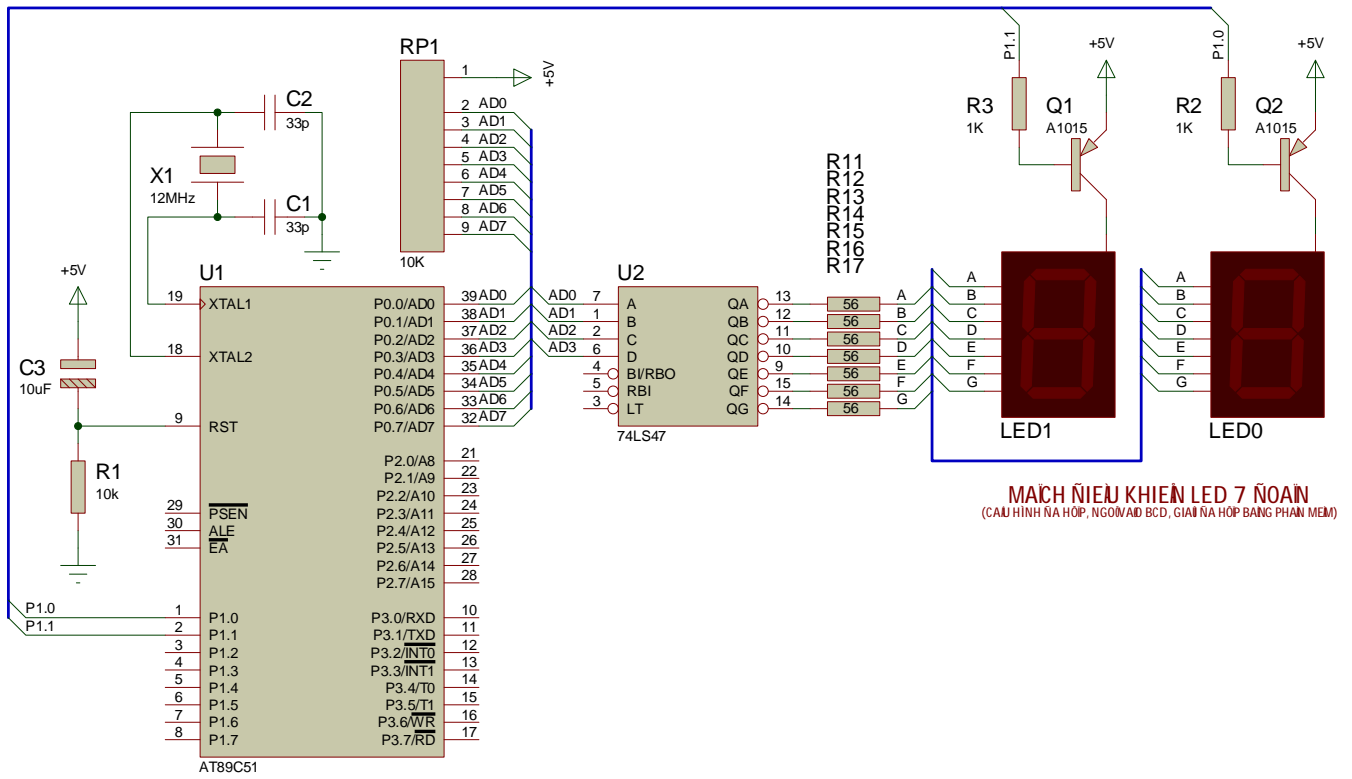 RP1
1
+5V
2 AD0
3 AD1
4 AD2
5 AD3
6 AD4
7 AD5
8 AD6
9 AD7
10K
C2
33p
X1
12MHz
C1
33p
+5V
C3
10uF
R1
10k
U1
19 XTAL1
18 XTAL2
9 RST
29 PSEN
30 ALE
31 EA
P1.0 1 P1.0
P1.1 2 P1.1
3 P1.2
4 P1.3
5 P1.4
6 P1.5
7 P1.6
8 P1.7
P0.0/AD0 39 AD0
P0.1/AD1 38 AD1
P0.2/AD2 37 AD2
P0.3/AD3 36 AD3
P0.4/AD4 35 AD4
P0.5/AD5 34 AD5
P0.6/AD6 33 AD6
P0.7/AD7 32 AD7
P2.0/A8 21
P2.1/A9 22
P2.2/A10 23
P2.3/A11 24
P2.4/A12 25
P2.5/A13 26
P2.6/A14 27
P2.7/A15 28
P3.0/RXD 10
P3.1/TXD 11
P3.2/INT0 12
P3.3/INT1 13
P3.4/T0 14
P3.5/T1 15
P3.6/WR 16
P3.7/RD 17
AT89C51
U2
AD0 7 A
AD1 1 B
AD2 2 C
AD3 6 D
4 BI/RBO
5 RBI
3 LT
QA 13
QB 12
QC 11
QD 10
QE 9
QF 15
QG 14
74LS47
R11
R12
R13
R14
R15
R16
R17
56 A
56 B
56 C
56 D
56 E
56 F
56 G
P1.1
R3
1K
Q1
A1015
+5V
A
B
C
D
E
F
G
LED1
P1.0
R2
1K
Q2
A1015
+5V
A
B
C
D
E
F
G
LED0
MAÏCH ÑIEÀU KHIEÅN LED 7 ÑOAÏN